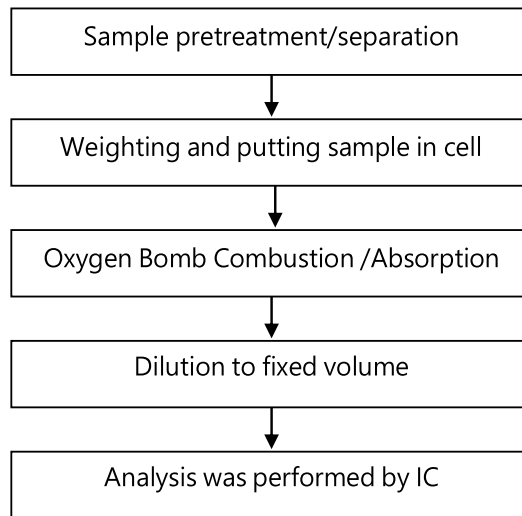 Sample pretreatment/separation
Weighting and putting sample in cell
Oxygen Bomb Combustion /Absorption
Dilution to fixed volume
Analysis was performed by IC